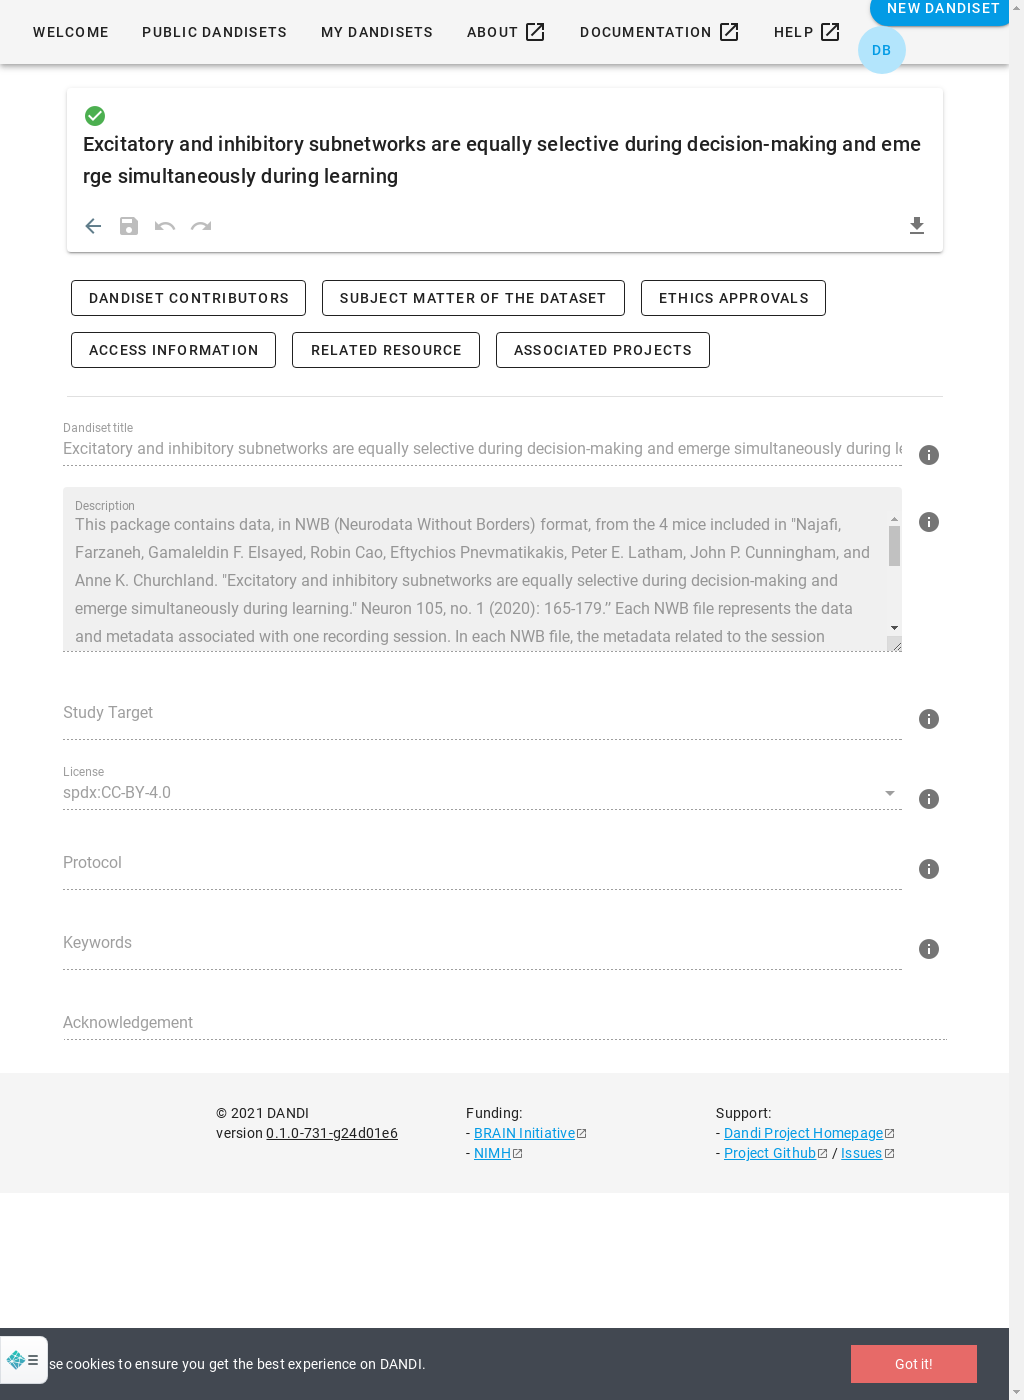 NEW DANDISET
WELCOME PUBLIC DANDISETS MY DANDISETS ABOUT DOCUMENTATION HELP
DB
Excitatory and inhibitory subnetworks are equally selective during decision-making and eme
rge simultaneously during learning
DANDISET CONTRIBUTORS SUBJECT MATTER OF THE DATASET ETHICS APPROVALS
ACCESS INFORMATION RELATED RESOURCE ASSOCIATED PROJECTS
Dandiset title
Excitatory and inhibitory subnetworks are equally selective during decision-making and emerge simultaneously during le
Description
This package contains data, in NWB (Neurodata Without Borders) format, from the 4 mice included in "Najafi,
Farzaneh, Gamaleldin F. Elsayed, Robin Cao, Eftychios Pnevmatikakis, Peter E. Latham, John P. Cunningham, and
Anne K. Churchland. "Excitatory and inhibitory subnetworks are equally selective during decision-making and
emerge simultaneously during learning." Neuron 105, no. 1 (2020): 165-179.” Each NWB file represents the data
and metadata associated with one recording session. In each NWB file, the metadata related to the session
Study Target
License
spdx:CC-BY-4.0
Protocol
Keywords
Acknowledgement
© 2021 DANDI
version 0.1.0-731-g24d01e6
Funding:
- BRAIN Initiative
- NIMH
Support:
- Dandi Project Homepage
- Project Github / Issues
se cookies to ensure you get the best experience on DANDI.
Got it!